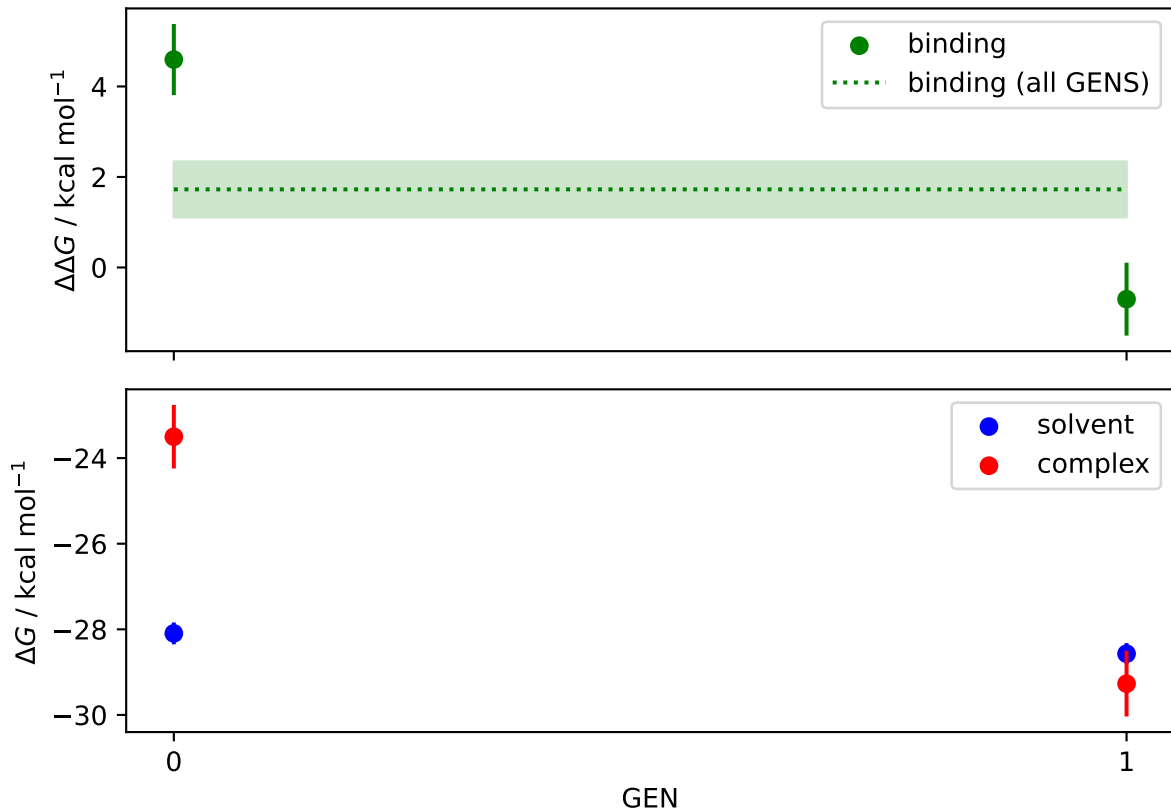 ΔΔG / kcal mol⁻¹
4
2
0
binding
binding (all GENS)
ΔG / kcal mol⁻¹
−24
−26
−28
−30
solvent
complex
0
1
GEN